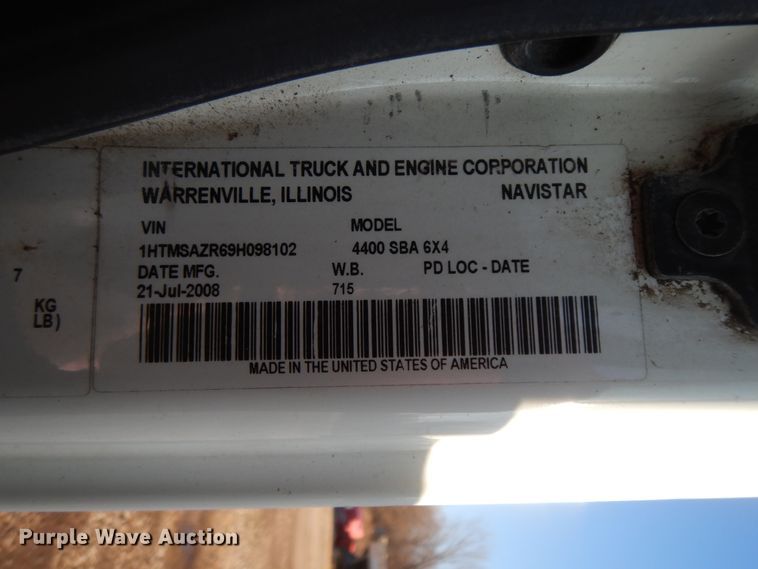 INTERNATIONAL TRUCK AND ENGINE CORPORATION
WARRENVILLE, ILLINOIS NAVISTAR
VIN MODEL
1HTMSAZR69H098102 4400 SBA 6X4
DATE MFG. W.B. PD LOC - DATE
21-Jul-2008 715
MADE IN THE UNITED STATES OF AMERICA
7
KG
LB)
Purple Wave Auction